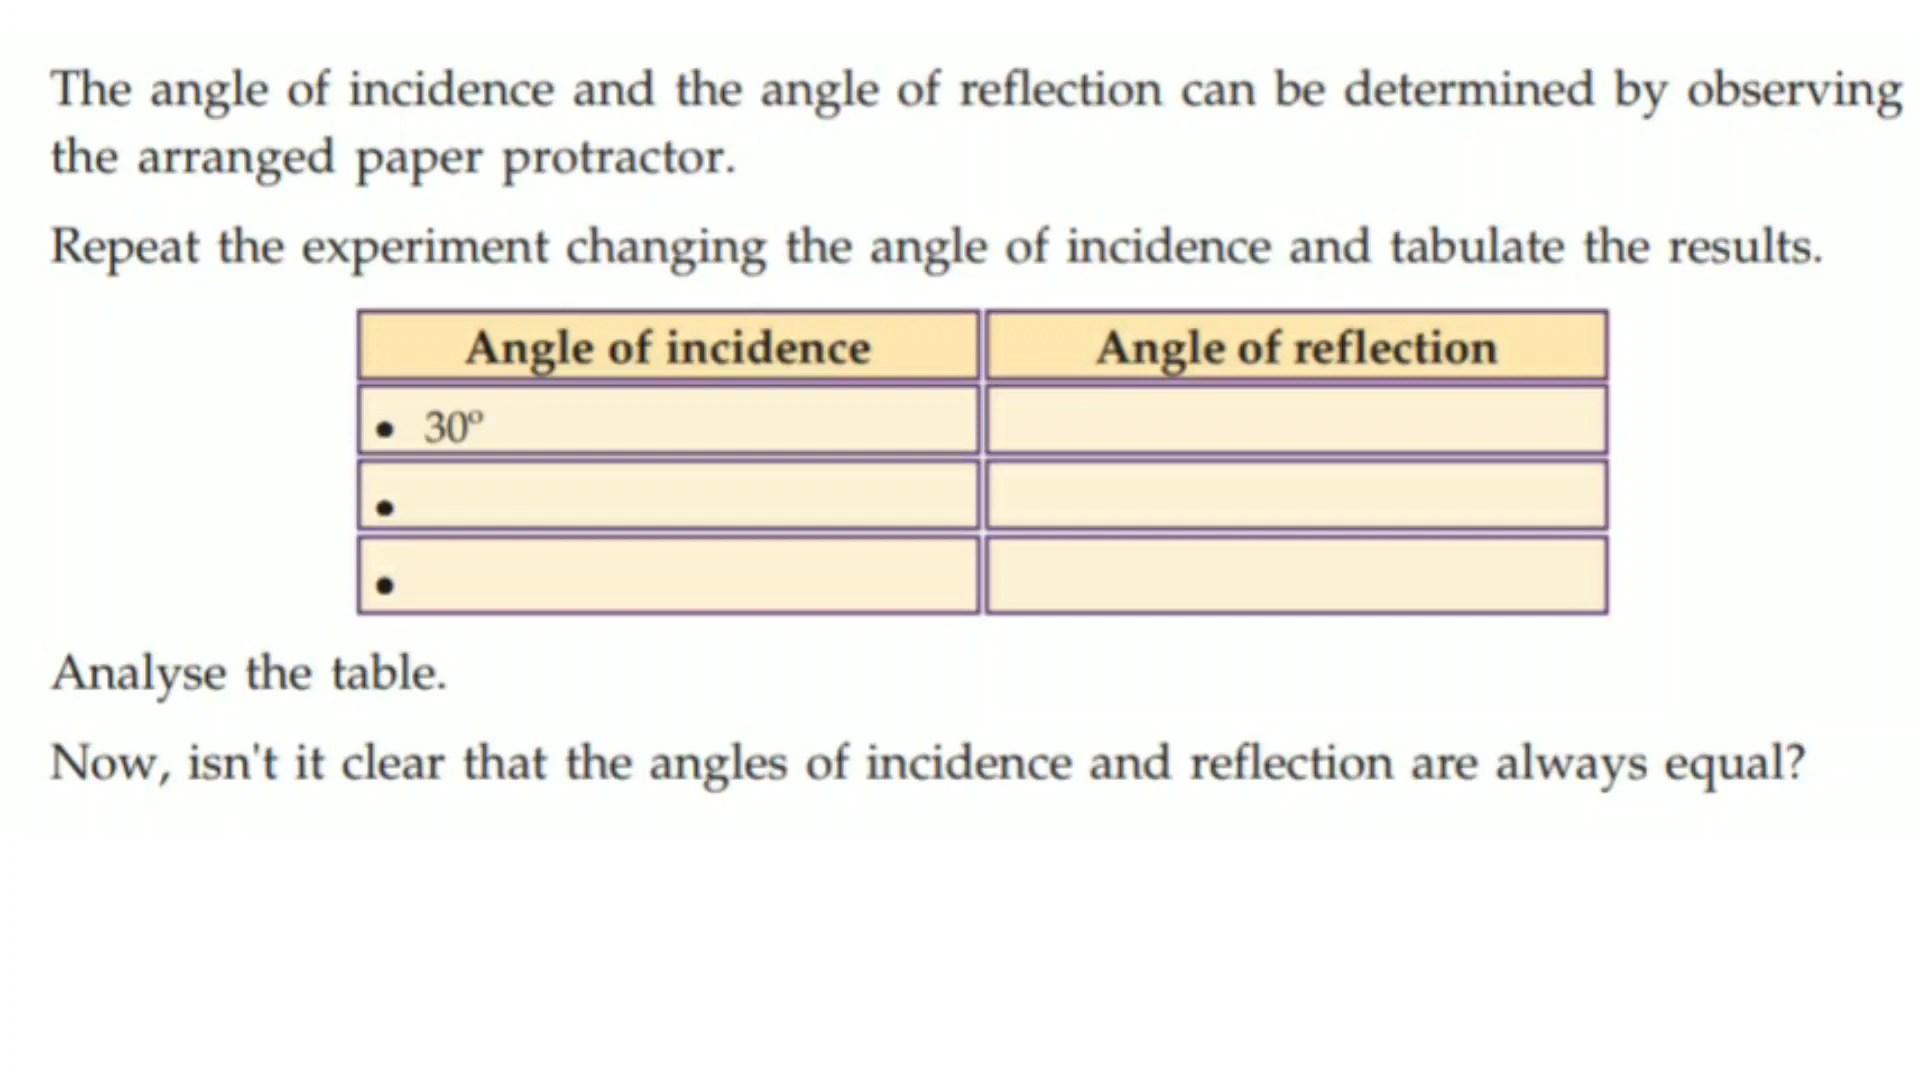 The angle of incidence and the angle of reflection can be determined by observing
the arranged paper protractor.
Repeat the experiment changing the angle of incidence and tabulate the results.
Angle of incidence Angle of reflection
• 30º
•
•
Analyse the table.
Now, isn't it clear that the angles of incidence and reflection are always equal?